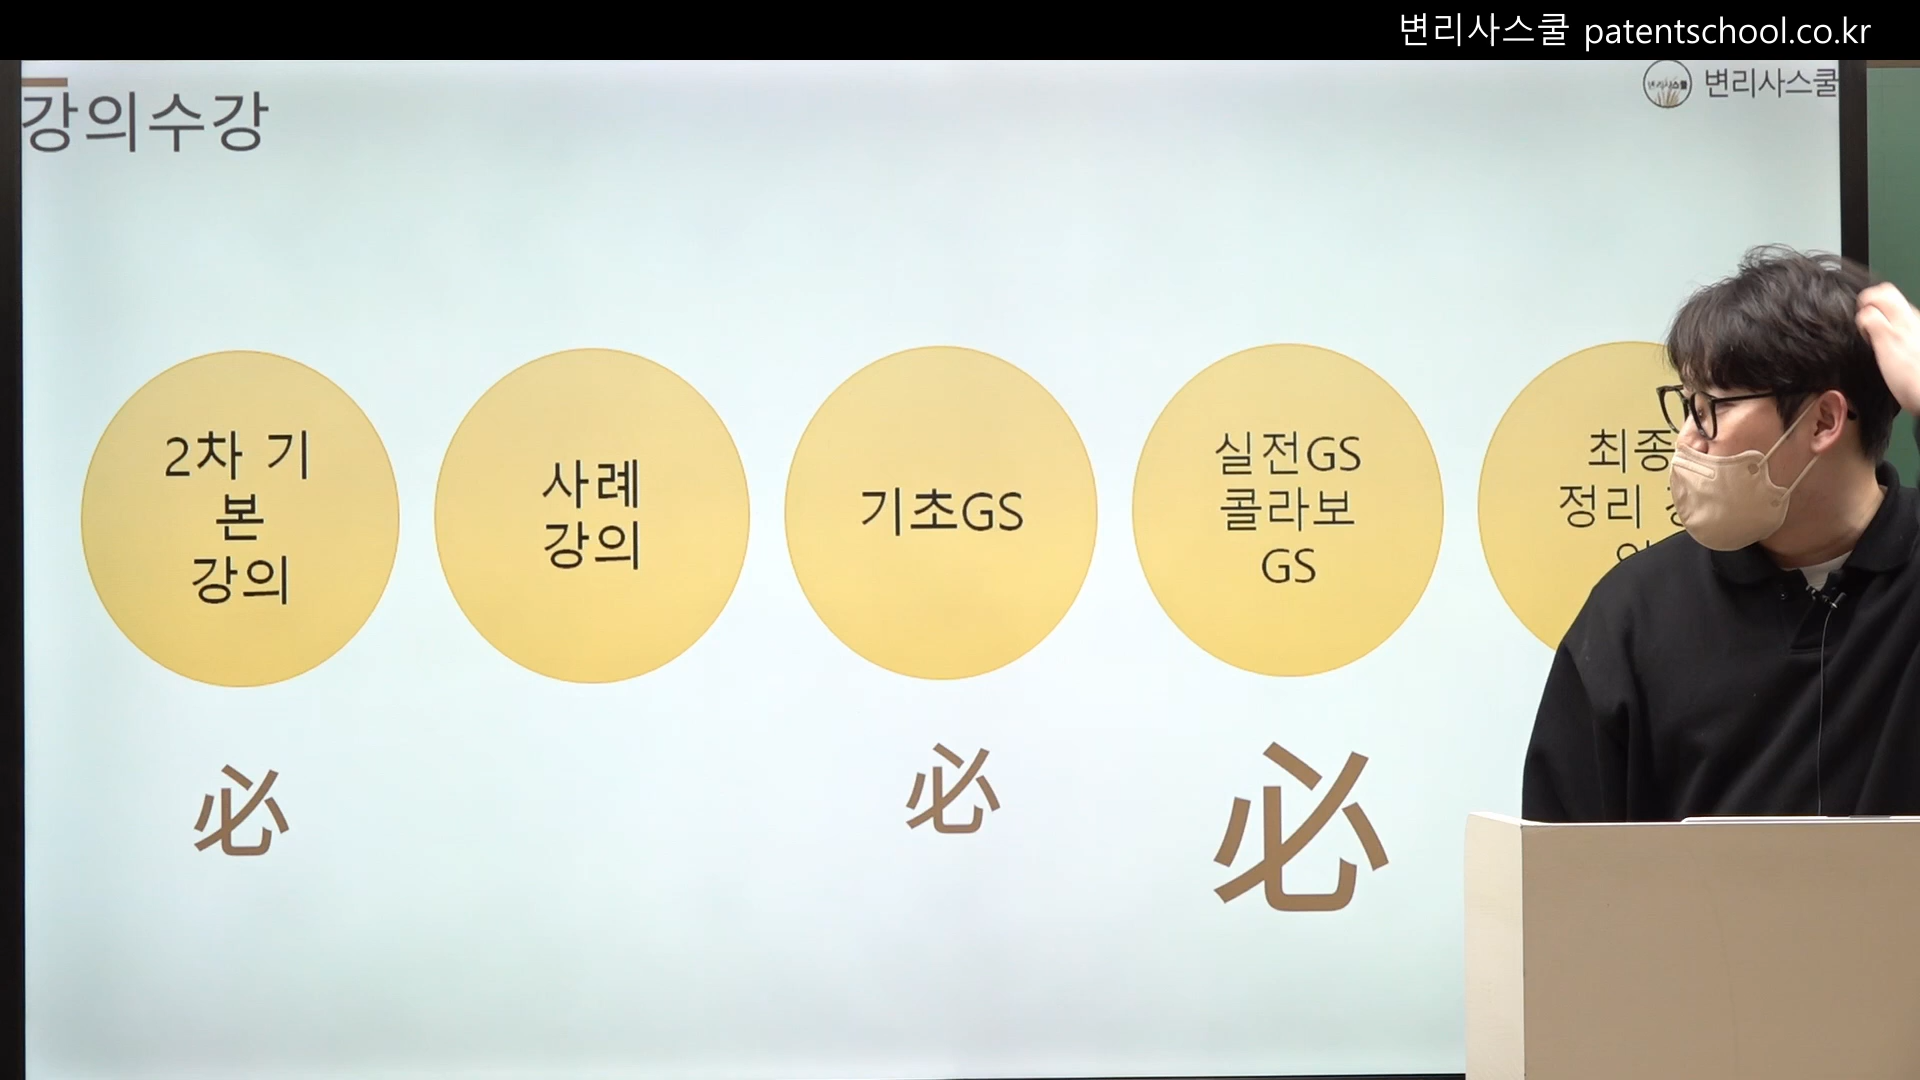 변리사스쿨 patentschool.co.kr
변리사스쿨
강의수강
2차 기
본
강의
사례
강의
기초GS
실전GS
콜라보
GS
최종
정리
必
必
必